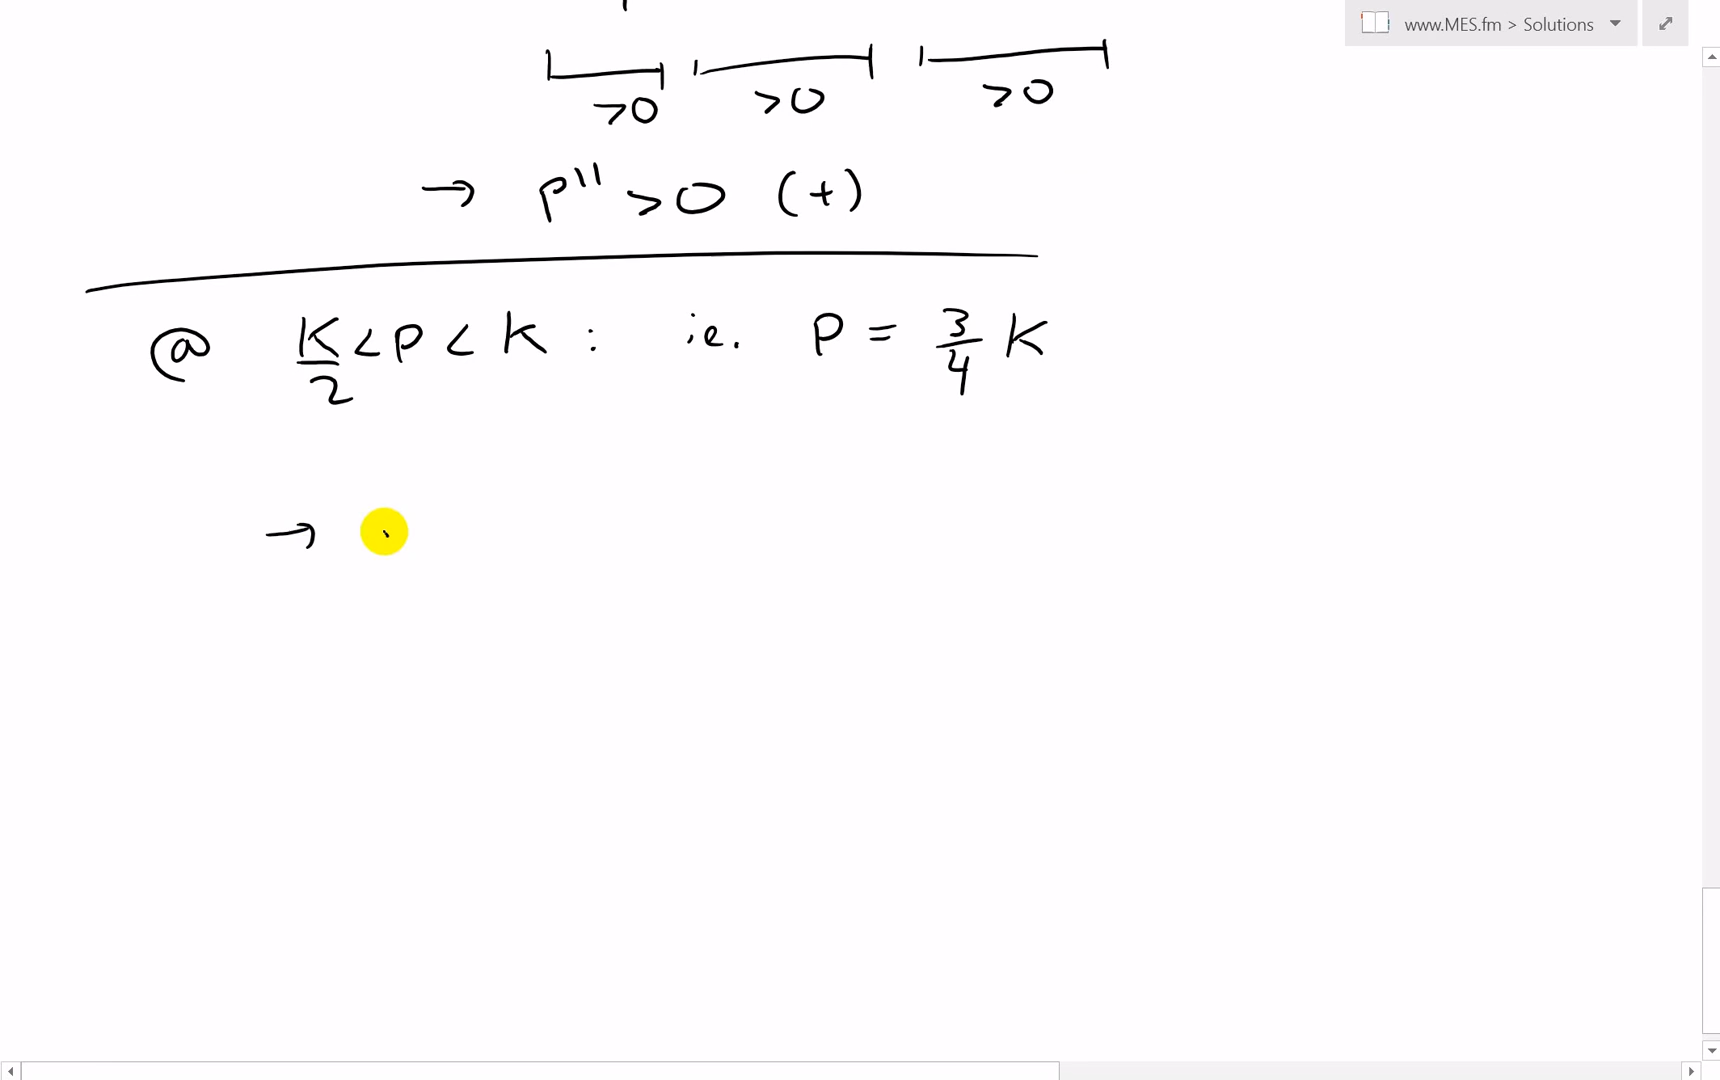 www.MES.fm > Solutions
>0 >0 >0
→ P'' > 0 (+)
@ K/2 < P < K : ie. P = 3/4 K
→